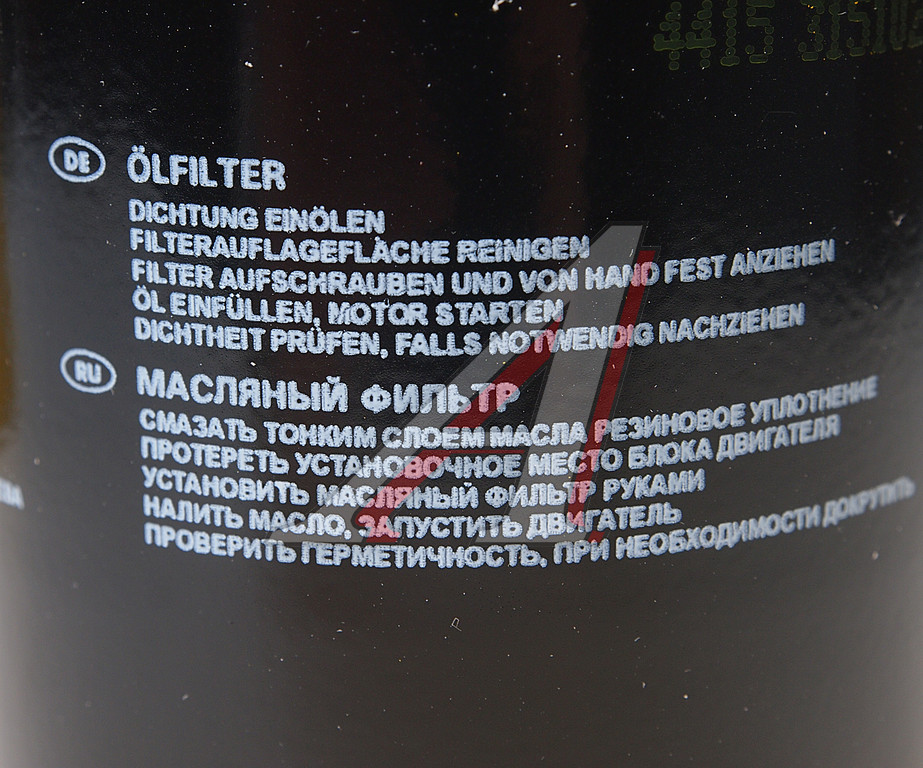 DE ÖLFILTER
DICHTUNG EINÖLEN
FILTERAUFLAGEFLÄCHE REINIGEN
FILTER AUFSCHRAUBEN UND VON HAND FEST ANZIEHEN
ÖL EINFÜLLEN, MOTOR STARTEN
DICHTHEIT PRÜFEN, FALLS NOTWENDIG NACHZIEHEN
RU МАСЛЯНЫЙ ФИЛЬТР
СМАЗАТЬ ТОНКИМ СЛОЕМ МАСЛА РЕЗИНОВОЕ УПЛОТНЕНИЕ
ПРОТЕРЕТЬ УСТАНОВОЧНОЕ МЕСТО БЛОКА ДВИГАТЕЛЯ
УСТАНОВИТЬ МАСЛЯНЫЙ ФИЛЬТР РУКАМИ
НАЛИТЬ МАСЛО, ЗАПУСТИТЬ ДВИГАТЕЛЬ
ПРОВЕРИТЬ ГЕРМЕТИЧНОСТЬ, ПРИ НЕОБХОДИМОСТИ ДОКРУТИТЬ